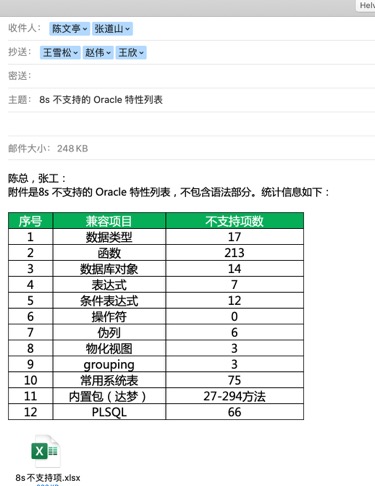 Helv
收件人： 陈文亭 张道山
抄送： 王雪松 赵伟 王欣
密送：
主题： 8s 不支持的 Oracle 特性列表
邮件大小： 248 KB
陈总，张工：
附件是8s 不支持的 Oracle 特性列表，不包含语法部分。统计信息如下：
序号 兼容项目 不支持项数
1 数据类型 17
2 函数 213
3 数据库对象 14
4 表达式 7
5 条件表达式 12
6 操作符 0
7 伪列 6
8 物化视图 3
9 grouping 3
10 常用系统表 75
11 内置包（达梦） 27-294方法
12 PLSQL 66
X
8s不支持项.xlsx